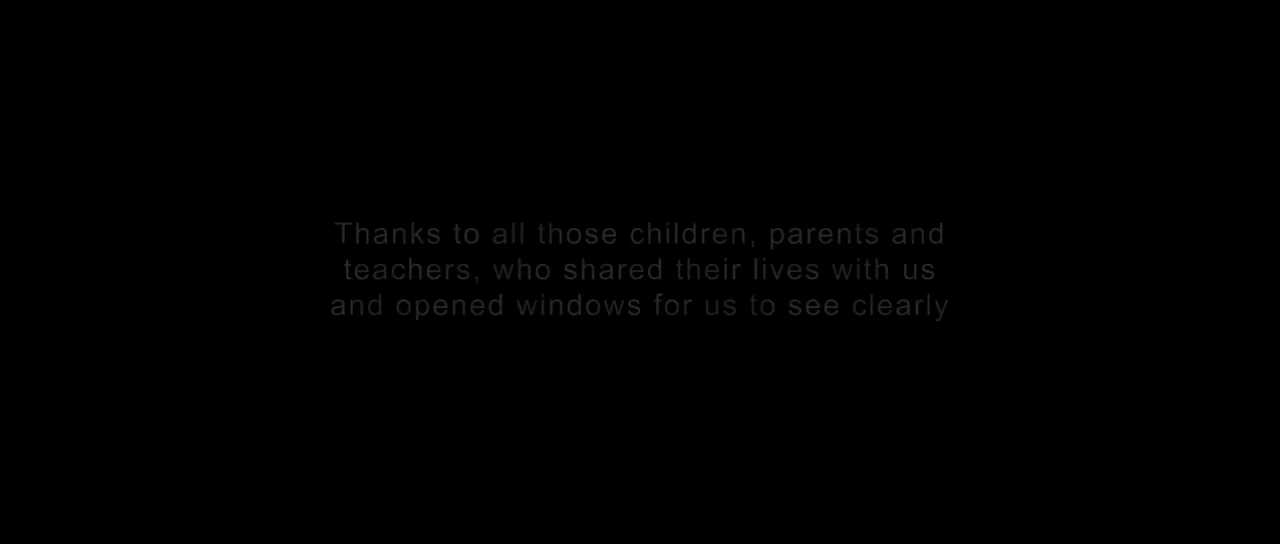 Thanks to all those children, parents and
teachers, who shared their lives with us
and opened windows for us to see clearly